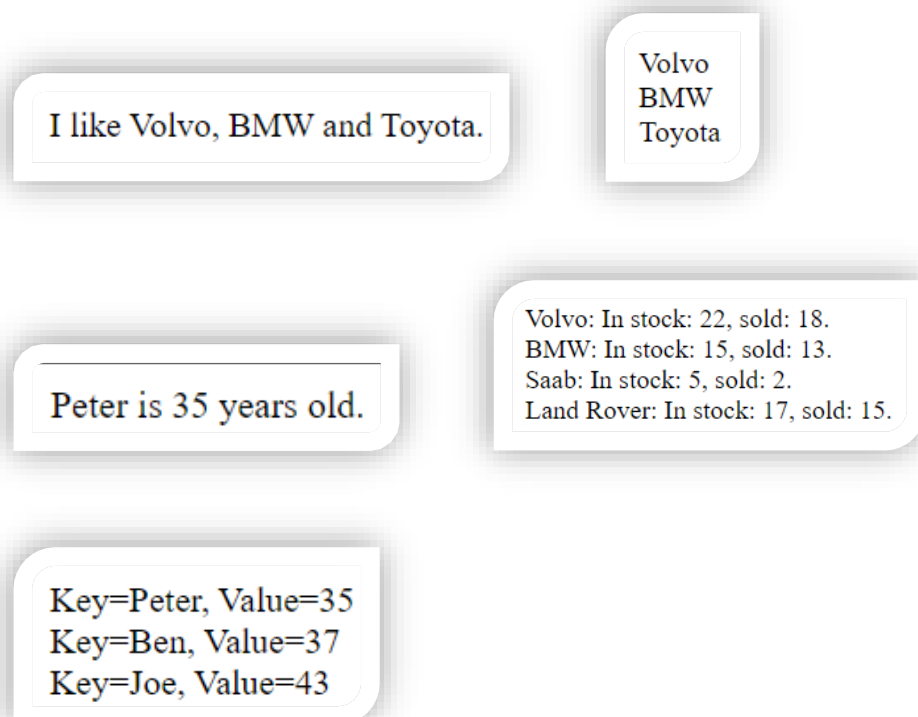 I like Volvo, BMW and Toyota.
Volvo
BMW
Toyota
Peter is 35 years old.
Volvo: In stock: 22, sold: 18.
BMW: In stock: 15, sold: 13.
Saab: In stock: 5, sold: 2.
Land Rover: In stock: 17, sold: 15.
Key=Peter, Value=35
Key=Ben, Value=37
Key=Joe, Value=43